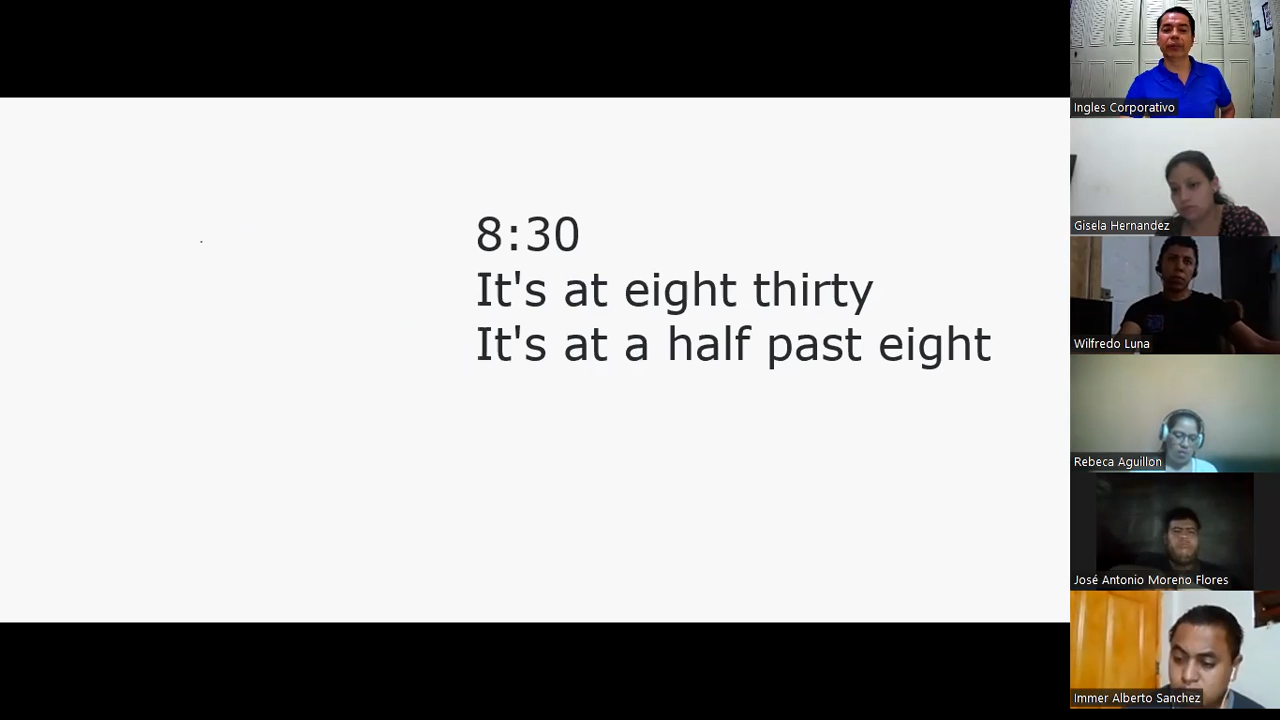 8:30
It's at eight thirty
It's at a half past eight
Ingles Corporativo
Gisela Hernandez
Wilfredo Luna
Rebeca Aguillon
José Antonio Moreno Flores
Immer Alberto Sanchez